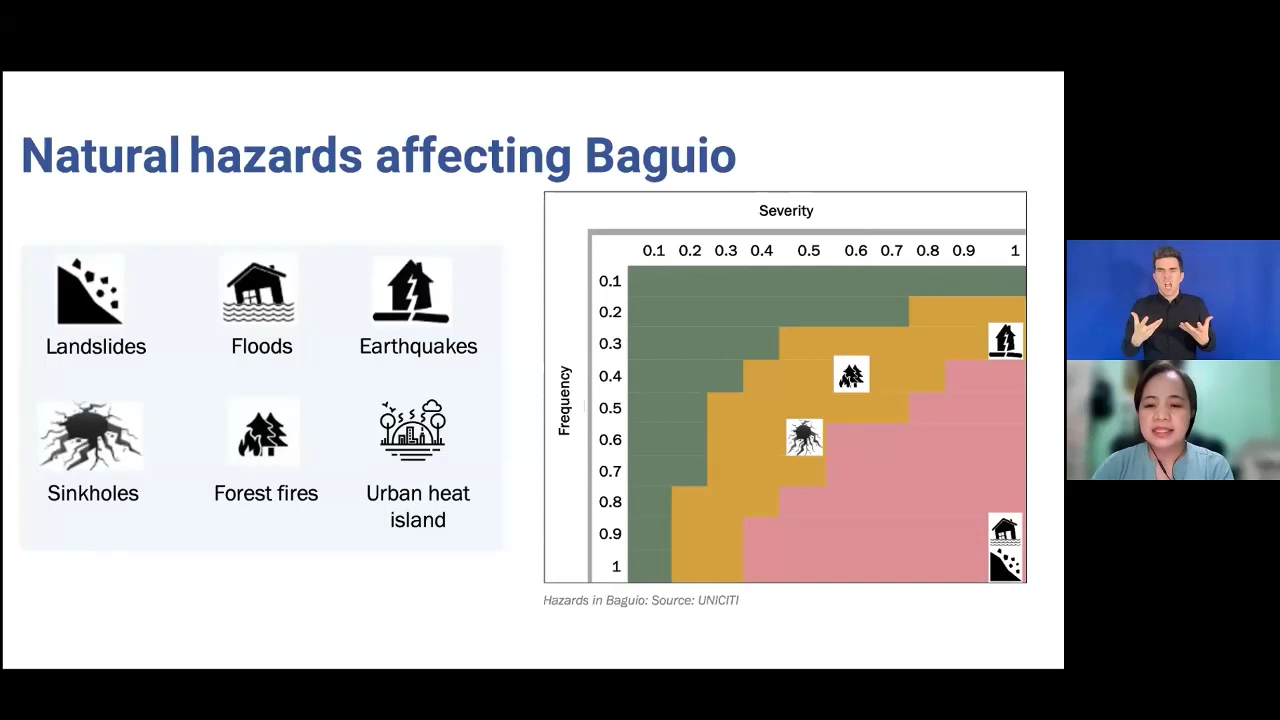 Natural hazards affecting Baguio
Landslides
Floods
Earthquakes
Sinkholes
Forest fires
Urban heat
island
Severity
0.1 0.2 0.3 0.4 0.5 0.6 0.7 0.8 0.9 1
Frequency
0.1
0.2
0.3
0.4
0.5
0.6
0.7
0.8
0.9
1
Hazards in Baguio: Source: UNICITI